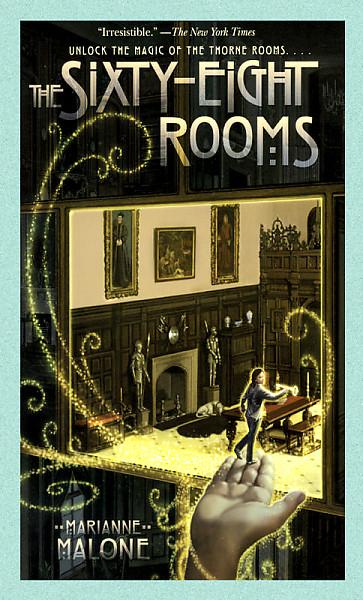 "Irresistible." —The New York Times
UNLOCK THE MAGIC OF THE THORNE ROOMS. . . .
THE SIXTY-EIGHT
ROOMS
MARIANNE
MALONE